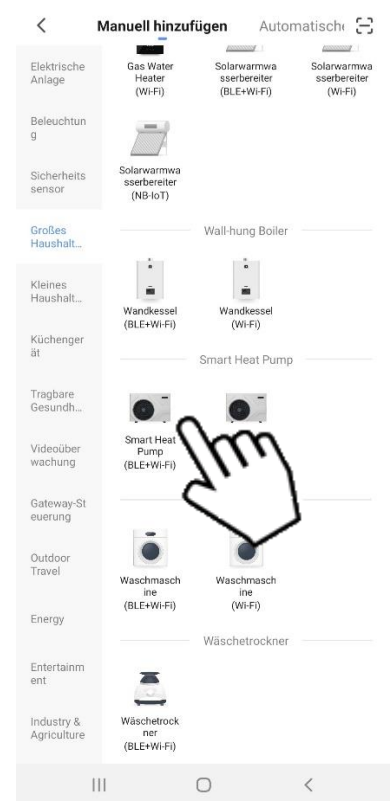 Manuell hinzufügen Automatische
Elektrische
Anlage
Beleuchtun
g
Sicherheits
sensor
Großes
Haushalt...
Kleines
Haushalt...
Küchenger
ät
Tragbare
Gesundh...
Videoüber
wachung
Gateway-St
euerung
Outdoor
Travel
Energy
Entertainm
ent
Industry &
Agriculture
Gas Water
Heater
(Wi-Fi)
Solarwarmwa
sserbereiter
(BLE+Wi-Fi)
Solarwarmwa
sserbereiter
(Wi-Fi)
Solarwarmwa
sserbereiter
(NB-IoT)
Wall-hung Boiler
Wandkessel
(BLE+Wi-Fi)
Wandkessel
(Wi-Fi)
Smart Heat Pump
Smart Heat
Pump
(BLE+Wi-Fi)
Waschmasch
ine
(BLE+Wi-Fi)
Waschmasch
ine
(Wi-Fi)
Wäschetrockner
Wäschetrock
ner
(BLE+Wi-Fi)